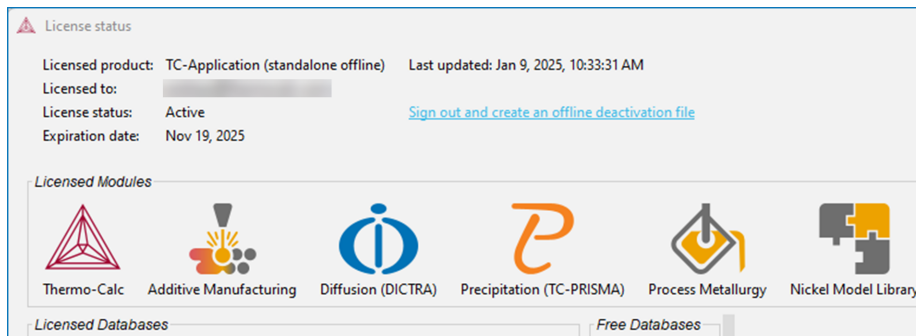 License status
Licensed product: TC-Application (standalone offline) Last updated: Jan 9, 2025, 10:33:31 AM
Licensed to:
License status: Active Sign out and create an offline deactivation file
Expiration date: Nov 19, 2025
Licensed Modules
Thermo-Calc Additive Manufacturing Diffusion (DICTRA) Precipitation (TC-PRISMA) Process Metallurgy Nickel Model Library
Licensed Databases Free Databases